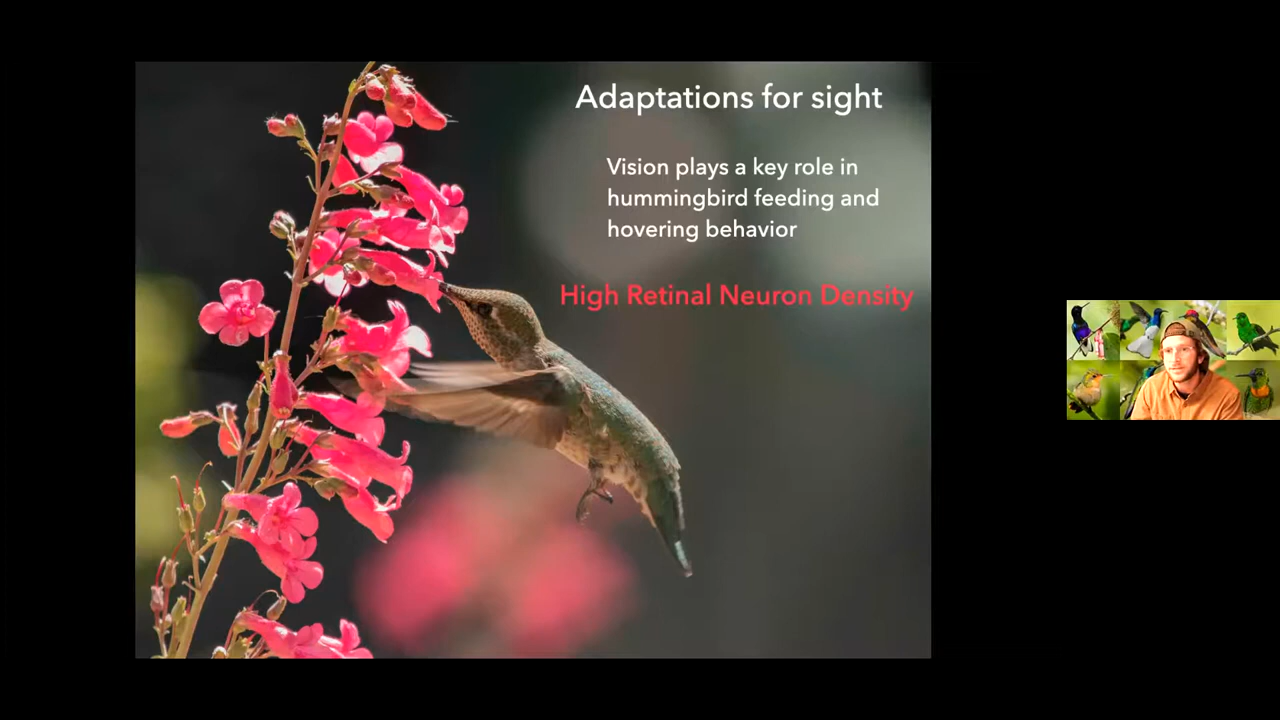 Adaptations for sight
Vision plays a key role in
hummingbird feeding and
hovering behavior
High Retinal Neuron Density